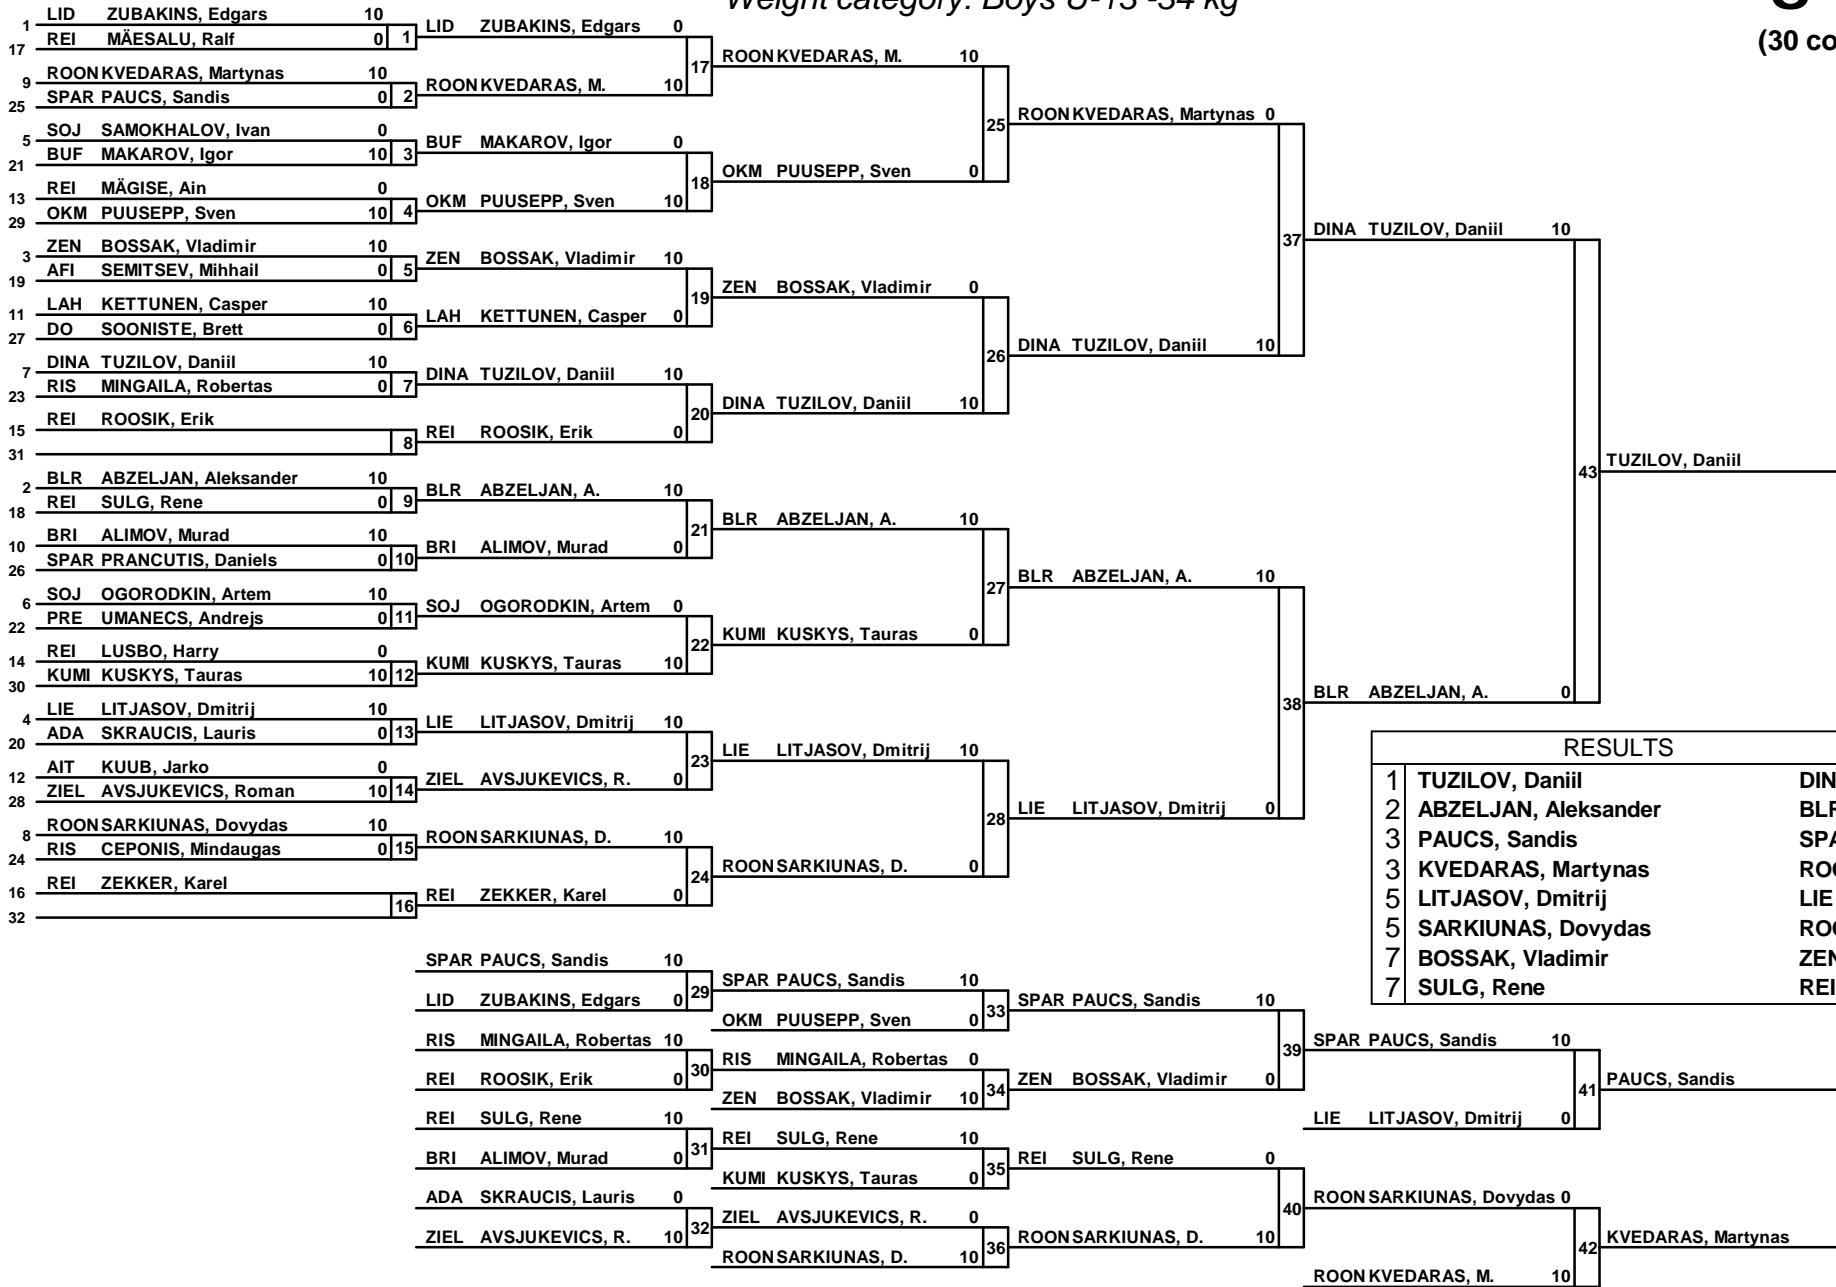 Weight category: Boys U-13 -34 kg
(30 co
1 LID ZUBAKINS, Edgars 10
17 REI MÄESALU, Ralf 0 1
9 ROON KVEDARAS, Martynas 10
25 SPAR PAUCS, Sandis 0 2
5 SOJ SAMOKHALOV, Ivan 0
21 BUF MAKAROV, Igor 10 3
13 REI MÄGISE, Ain 0
29 OKM PUUSEPP, Sven 10 4
3 ZEN BOSSAK, Vladimir 10
19 AFI SEMITSEV, Mihhail 0 5
11 LAH KETTUNEN, Casper 10
27 DO SOONISTE, Brett 0 6
7 DINA TUZILOV, Daniil 10
23 RIS MINGAILA, Robertas 0 7
15 REI ROOSIK, Erik
31 8
2 BLR ABZELJAN, Aleksander 10
18 REI SULG, Rene 0 9
10 BRI ALIMOV, Murad 10
26 SPAR PRANCUTIS, Daniels 0 10
6 SOJ OGORODKIN, Artem 10
22 PRE UMANECS, Andrejs 0 11
14 REI LUSBO, Harry 0
30 KUMI KUSKYS, Tauras 10 12
4 LIE LITJASOV, Dmitrij 10
20 ADA SKRAUCIS, Lauris 0 13
12 AIT KUUB, Jarko 0
28 ZIEL AVSJUKEVICS, Roman 10 14
8 ROON SARKIUNAS, Dovydas 10
24 RIS CEPONIS, Mindaugas 0 15
16 REI ZEKKER, Karel
32 16
LID ZUBAKINS, Edgars 0
17
ROON KVEDARAS, M. 10
BUF MAKAROV, Igor 0
18
OKM PUUSEPP, Sven 10
ZEN BOSSAK, Vladimir 10
19
LAH KETTUNEN, Casper 0
DINA TUZILOV, Daniil 10
20
REI ROOSIK, Erik 0
BLR ABZELJAN, A. 10
21
BRI ALIMOV, Murad 0
SOJ OGORODKIN, Artem 0
22
KUMI KUSKYS, Tauras 10
LIE LITJASOV, Dmitrij 10
23
ZIEL AVSJUKEVICS, R. 0
ROON SARKIUNAS, D. 10
24
REI ZEKKER, Karel 0
ROON KVEDARAS, M. 10
25
OKM PUUSEPP, Sven 0
ZEN BOSSAK, Vladimir 0
26
DINA TUZILOV, Daniil 10
BLR ABZELJAN, A. 10
27
KUMI KUSKYS, Tauras 0
LIE LITJASOV, Dmitrij 10
28
ROON SARKIUNAS, D. 0
ROON KVEDARAS, Martynas 0
37
DINA TUZILOV, Daniil 10
BLR ABZELJAN, A. 10
38
LIE LITJASOV, Dmitrij 0
DINA TUZILOV, Daniil 10
43
BLR ABZELJAN, A. 0
TUZILOV, Daniil
RESULTS
1 TUZILOV, Daniil DIN
2 ABZELJAN, Aleksander BLR
3 PAUCS, Sandis SPA
3 KVEDARAS, Martynas ROO
5 LITJASOV, Dmitrij LIE
5 SARKIUNAS, Dovydas ROO
7 BOSSAK, Vladimir ZEN
7 SULG, Rene REI
SPAR PAUCS, Sandis 10
29
LID ZUBAKINS, Edgars 0
RIS MINGAILA, Robertas 10
30
REI ROOSIK, Erik 0
REI SULG, Rene 10
31
BRI ALIMOV, Murad 0
ADA SKRAUCIS, Lauris 0
32
ZIEL AVSJUKEVICS, R. 10
SPAR PAUCS, Sandis 10
33
OKM PUUSEPP, Sven 0
RIS MINGAILA, Robertas 0
34
ZEN BOSSAK, Vladimir 10
REI SULG, Rene 10
35
KUMI KUSKYS, Tauras 0
ZIEL AVSJUKEVICS, R. 0
36
ROON SARKIUNAS, D. 10
SPAR PAUCS, Sandis 10
39
ZEN BOSSAK, Vladimir 0
REI SULG, Rene 0
40
ROON SARKIUNAS, D. 10
SPAR PAUCS, Sandis 10
41
LIE LITJASOV, Dmitrij 0
ROON SARKIUNAS, Dovydas 0
42
ROON KVEDARAS, M. 10
PAUCS, Sandis
KVEDARAS, Martynas